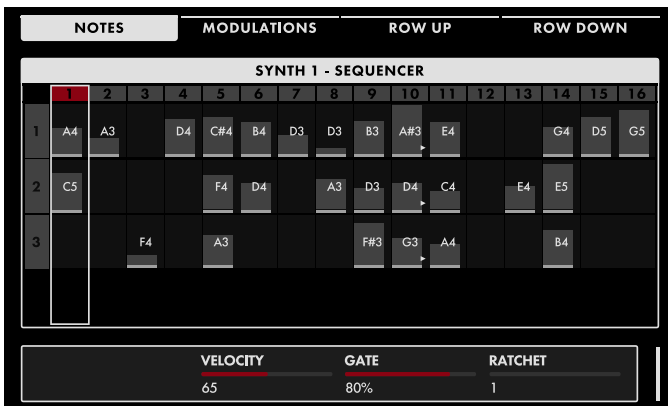 NOTES MODULATIONS ROW UP ROW DOWN
SYNTH 1 - SEQUENCER
1 2 3 4 5 6 7 8 9 10 11 12 13 14 15 16
1 A4 A3 D4 C#4 B4 D3 D3 B3 A#3 E4 G4 D5 G5
2 C5 F4 D4 A3 D3 D4 C4 E4 E5
3 F4 A3 F#3 G3 A4 B4
VELOCITY GATE RATCHET
65 80% 1